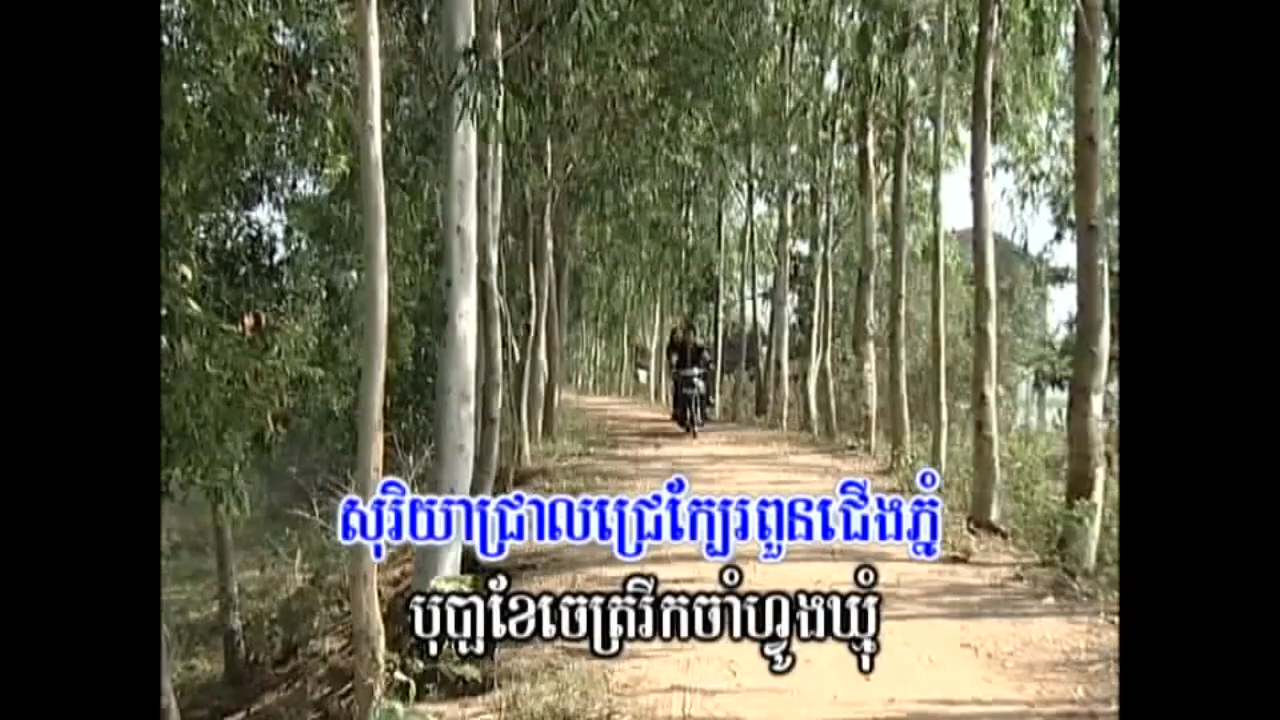 សុរិយាជ្រាលជ្រេក្បែរពួនជើងភ្នំ
បុប្ផាខែចេត្ររីកចាំហ្វូងឃ្មុំ